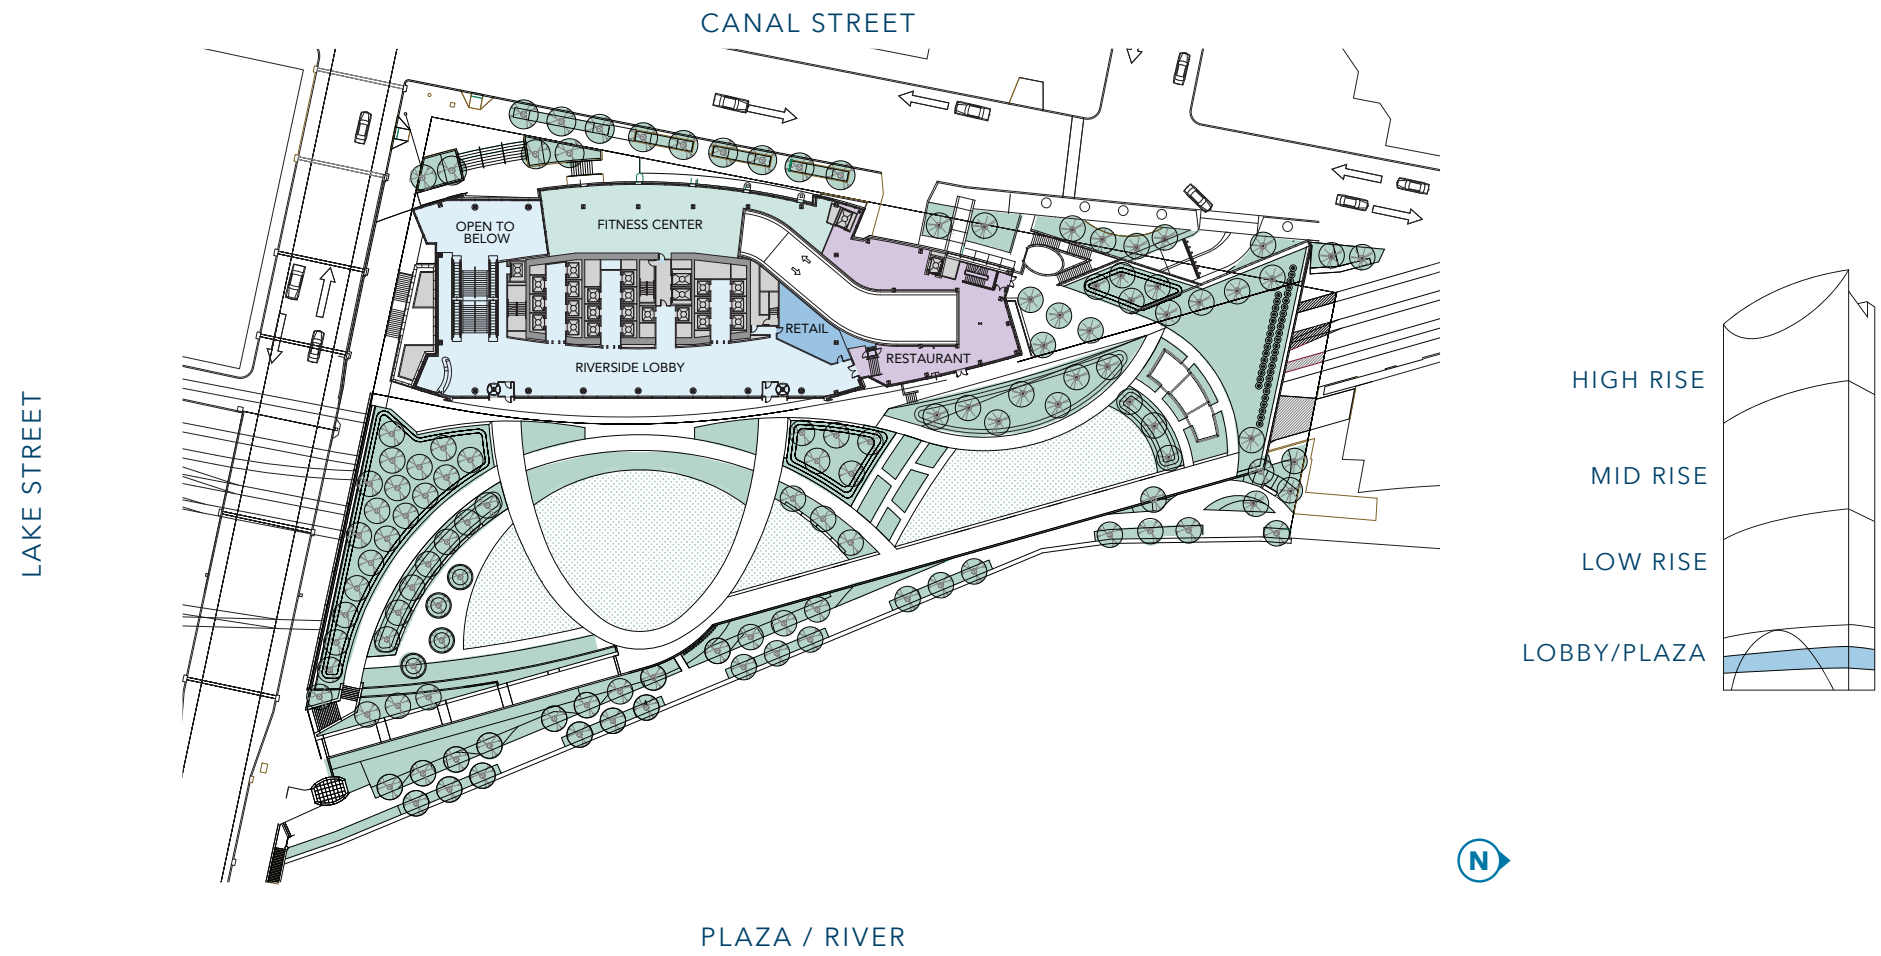 CANAL STREET
OPEN TO
BELOW
FITNESS CENTER
RETAIL
RESTAURANT
RIVERSIDE LOBBY
LAKE STREET
HIGH RISE
MID RISE
LOW RISE
LOBBY/PLAZA
N
PLAZA / RIVER